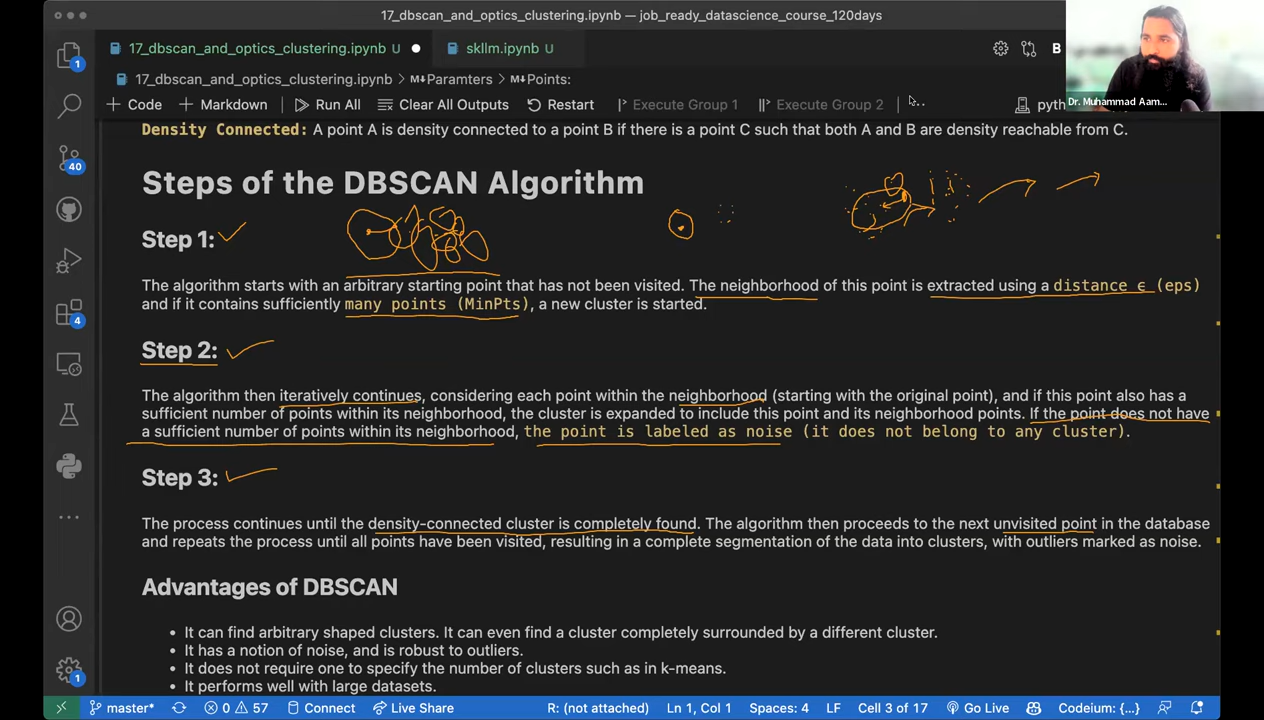 17_dbscan_and_optics_clustering.ipynb — job_ready_datascience_course_120days
17_dbscan_and_optics_clustering.ipynb U
skllm.ipynb U
B
Dr. Muhammad Aam...
17_dbscan_and_optics_clustering.ipynb > M↓Paramters > M↓Points:
+ Code + Markdown Run All Clear All Outputs Restart Execute Group 1 Execute Group 2 ...
Density Connected: A point A is density connected to a point B if there is a point C such that both A and B are density reachable from C.
Steps of the DBSCAN Algorithm
Step 1:
The algorithm starts with an arbitrary starting point that has not been visited. The neighborhood of this point is extracted using a distance ϵ (eps)
and if it contains sufficiently many points (MinPts), a new cluster is started.
Step 2:
The algorithm then iteratively continues, considering each point within the neighborhood (starting with the original point), and if this point also has a
sufficient number of points within its neighborhood, the cluster is expanded to include this point and its neighborhood points. If the point does not have
a sufficient number of points within its neighborhood, the point is labeled as noise (it does not belong to any cluster).
Step 3:
The process continues until the density-connected cluster is completely found. The algorithm then proceeds to the next unvisited point in the database
and repeats the process until all points have been visited, resulting in a complete segmentation of the data into clusters, with outliers marked as noise.
Advantages of DBSCAN
• It can find arbitrary shaped clusters. It can even find a cluster completely surrounded by a different cluster.
• It has a notion of noise, and is robust to outliers.
• It does not require one to specify the number of clusters such as in k-means.
• It performs well with large datasets.
1
40
4
1
master* 0 57 Connect Live Share R: (not attached) Ln 1, Col 1 Spaces: 4 LF Cell 3 of 17 Go Live Codeium: {...}